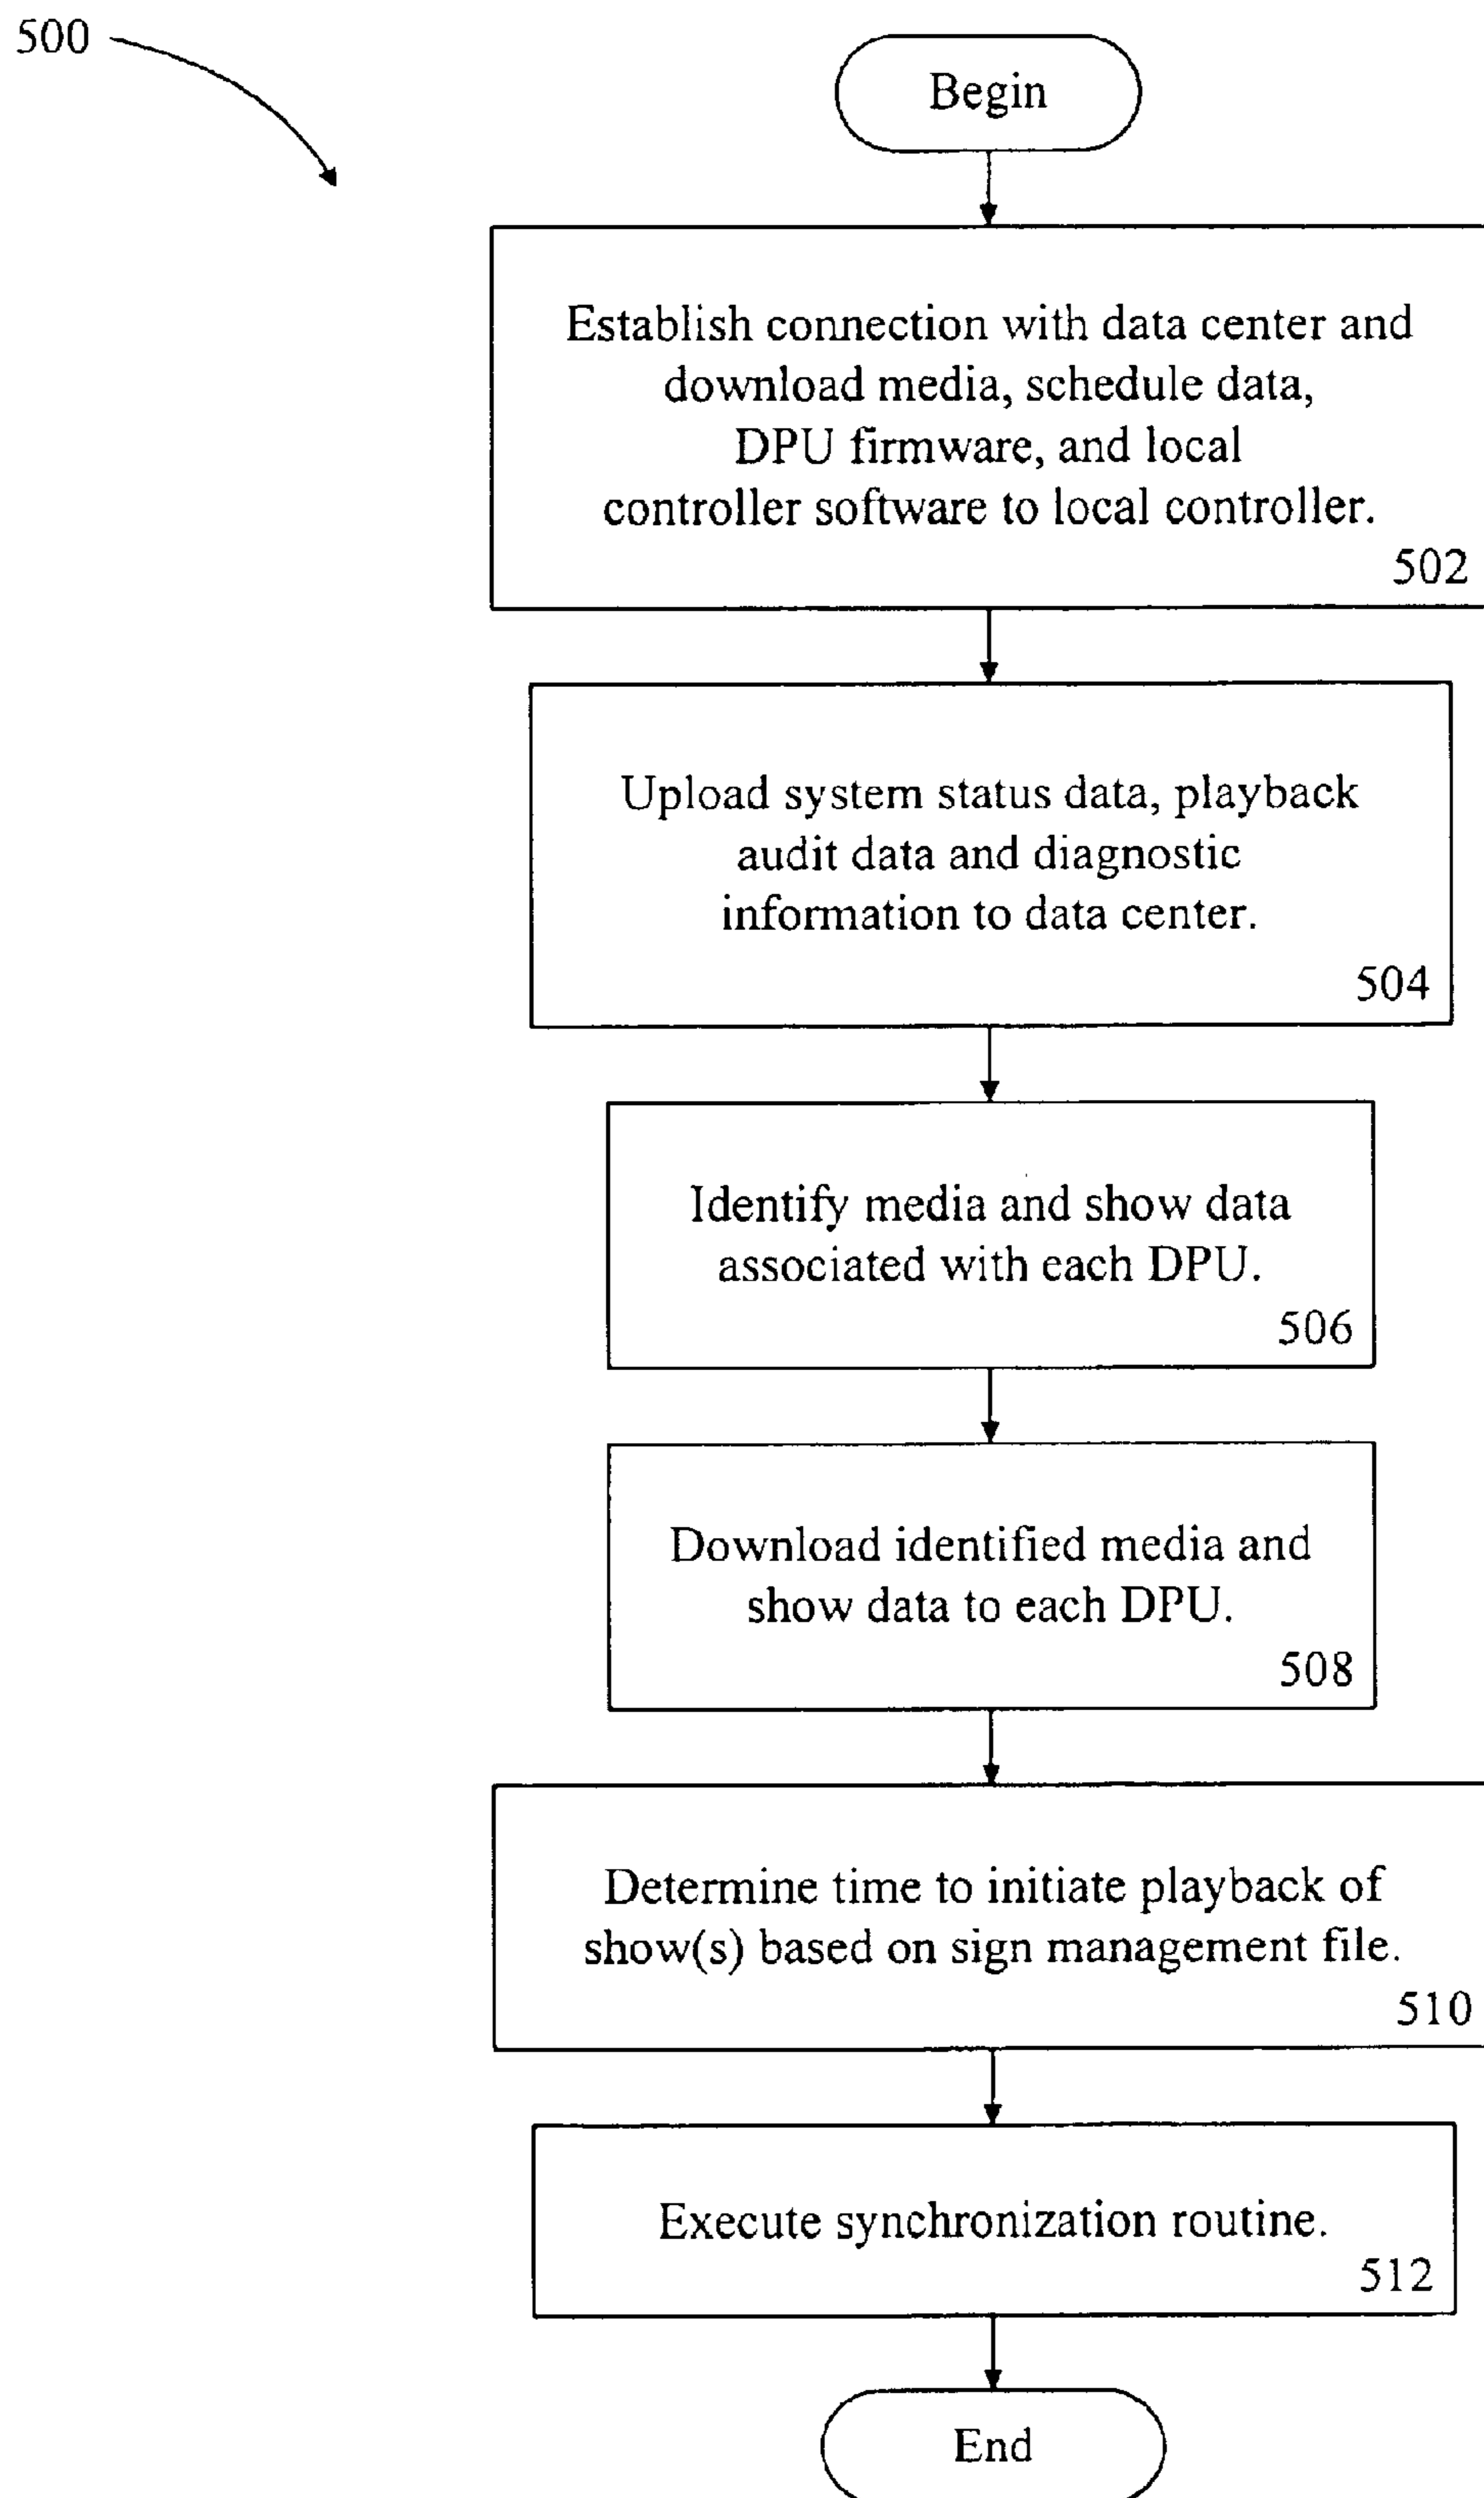 500
Begin
Establish connection with data center and
download media, schedule data,
DPU firmware, and local
controller software to local controller.
502
Upload system status data, playback
audit data and diagnostic
information to data center.
504
Identify media and show data
associated with each DPU.
506
Download identified media and
show data to each DPU.
508
Determine time to initiate playback of
show(s) based on sign management file.
510
Execute synchronization routine.
512
End